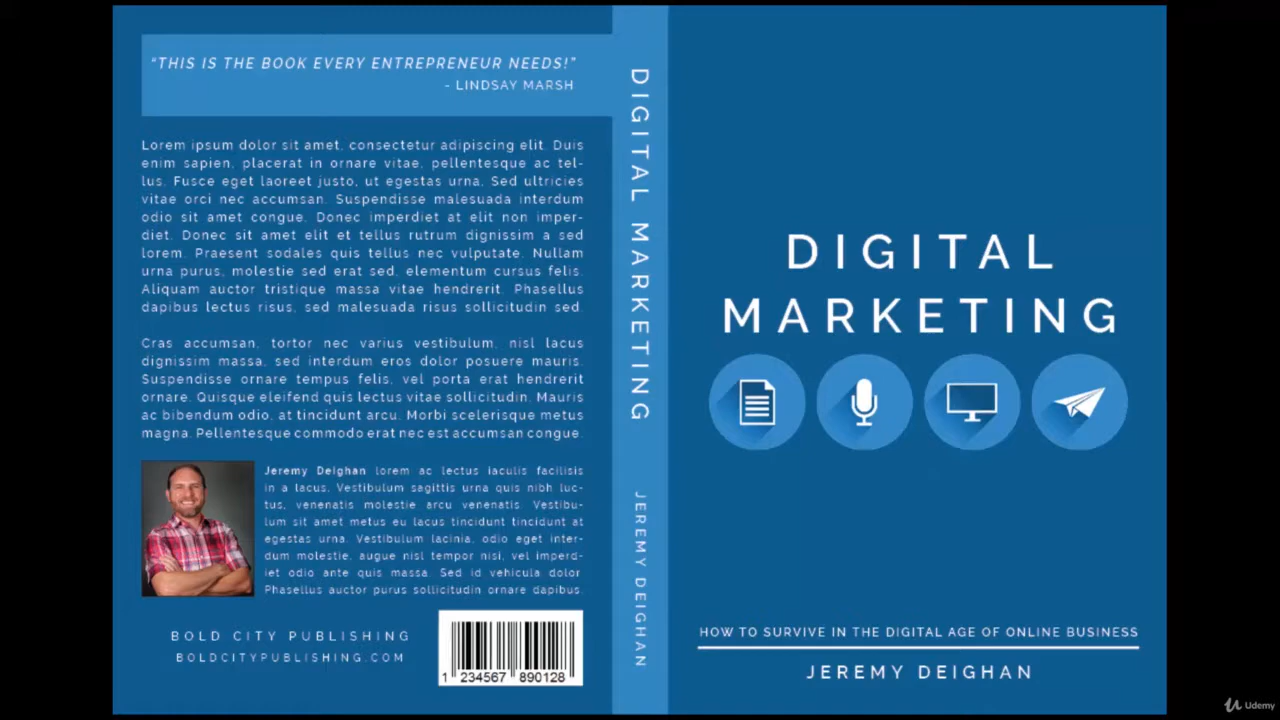 “THIS IS THE BOOK EVERY ENTREPRENEUR NEEDS!”
- LINDSAY MARSH
Lorem ipsum dolor sit amet, consectetur adipiscing elit. Duis
enim sapien, placerat in ornare vitae, pellentesque ac tel-
lus. Fusce eget laoreet justo, ut egestas urna. Sed ultricies
vitae orci nec accumsan. Suspendisse malesuada interdum
odio sit amet congue. Donec imperdiet at elit non imper-
diet. Donec sit amet elit et tellus rutrum dignissim a sed
lorem. Praesent sodales quis tellus nec vulputate. Nullam
urna purus, molestie sed erat sed, elementum cursus felis.
Aliquam auctor tristique massa vitae hendrerit. Phasellus
dapibus lectus risus, sed malesuada risus sollicitudin sed.
Cras accumsan, tortor nec varius vestibulum, nisl lacus
dignissim massa, sed interdum eros dolor posuere mauris.
Suspendisse ornare tempus felis, vel porta erat hendrerit
ornare. Quisque eleifend quis lectus vitae sollicitudin. Mauris
ac bibendum odio, at tincidunt arcu. Morbi scelerisque metus
magna. Pellentesque commodo erat nec est accumsan congue.
Jeremy Deighan lorem ac lectus iaculis facilisis
in a lacus. Vestibulum sagittis urna quis nibh luc-
tus, venenatis molestie arcu venenatis. Vestibu-
lum sit amet metus eu lacus tincidunt tincidunt at
egestas urna. Vestibulum lacinia, odio eget inter-
dum molestie, augue nisl tempor nisi, vel imperd-
iet odio ante quis massa. Sed id vehicula dolor.
Phasellus auctor purus sollicitudin ornare dapibus.
BOLD CITY PUBLISHING
BOLDCITYPUBLISHING.COM
1 234567 890128
DIGITAL MARKETING
JEREMY DEIGHAN
DIGITAL
MARKETING
HOW TO SURVIVE IN THE DIGITAL AGE OF ONLINE BUSINESS
JEREMY DEIGHAN
Udemy